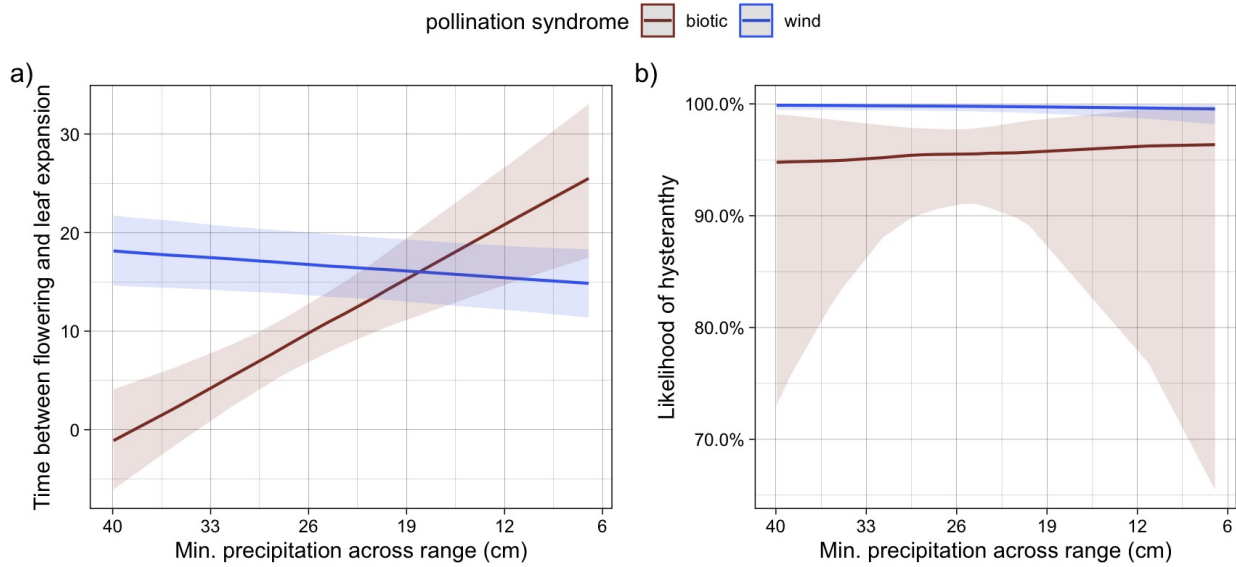 pollination syndrome biotic wind
a)
Time between flowering and leaf expansion
30
20
10
0
40 33 26 19 12 6
Min. precipitation across range (cm)
b)
Likelihood of hysteranthy
100.0%
90.0%
80.0%
70.0%
40 33 26 19 12 6
Min. precipitation across range (cm)